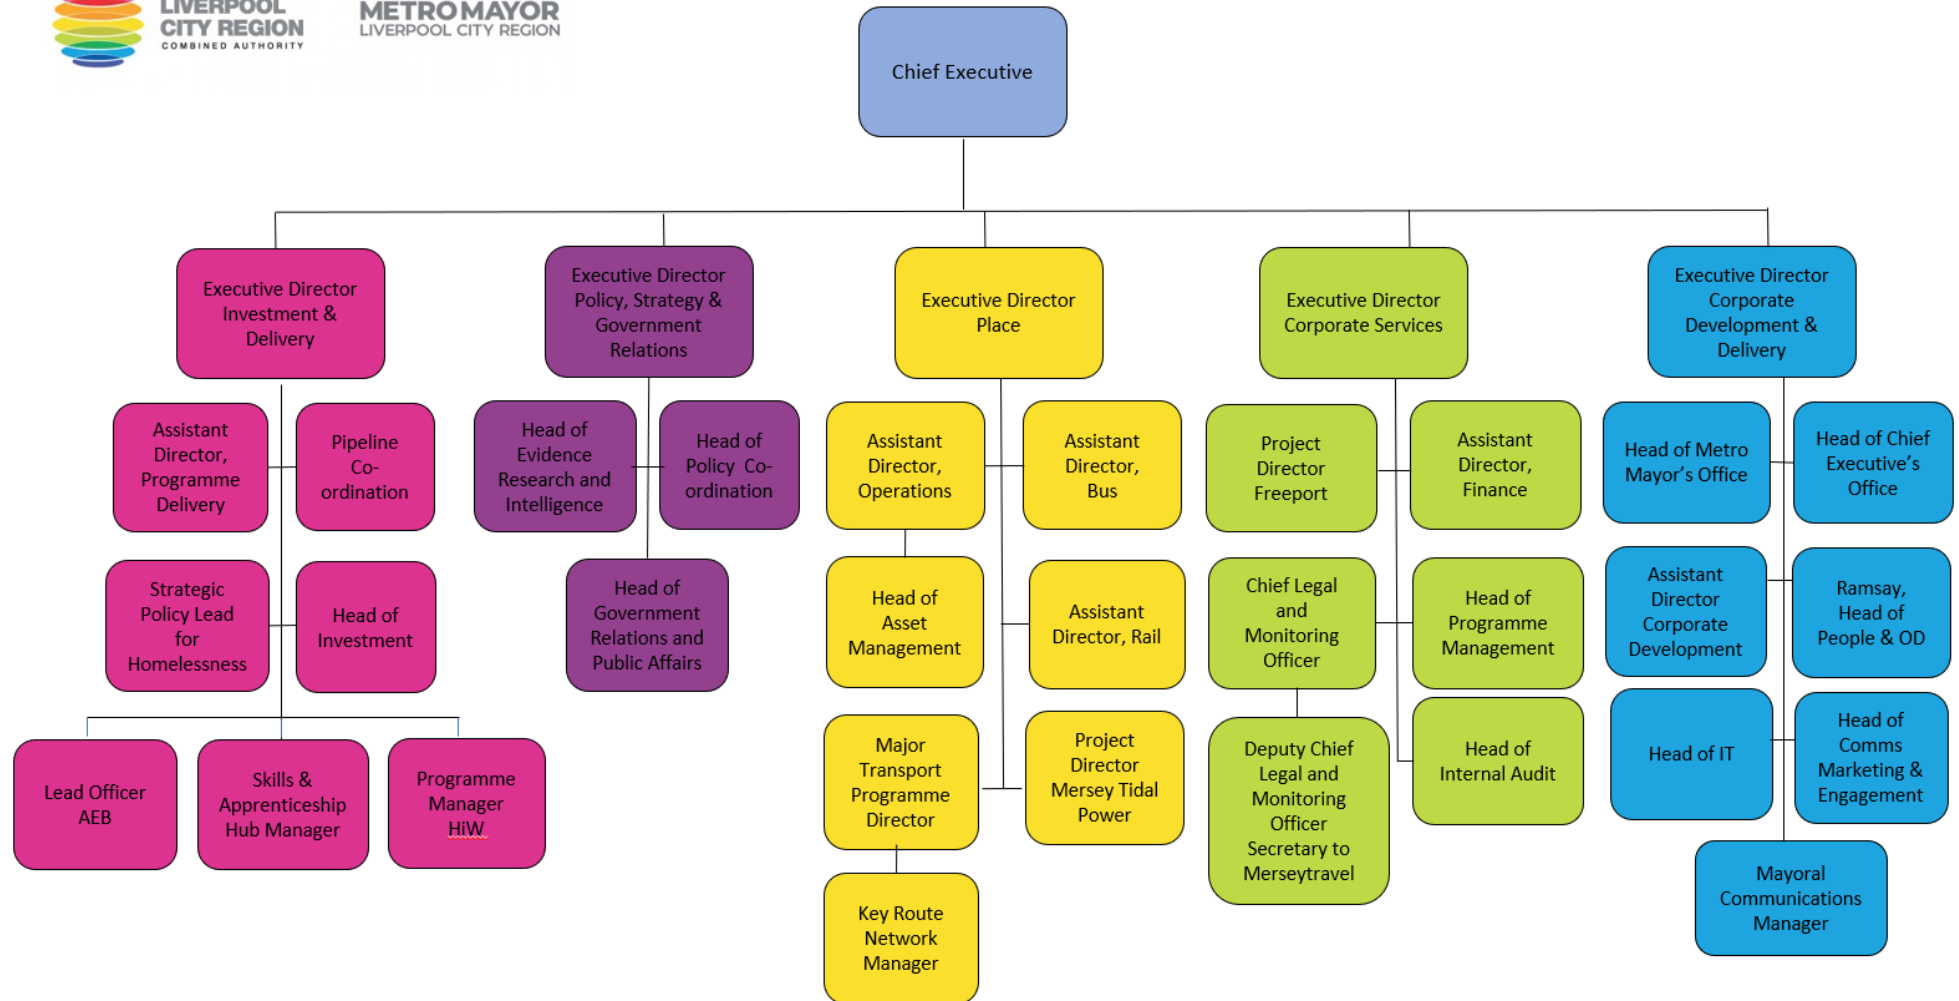 LIVERPOOL
CITY REGION
COMBINED AUTHORITY
METRO MAYOR
LIVERPOOL CITY REGION
Chief Executive
Executive Director
Investment &
Delivery
Executive Director
Policy, Strategy &
Government
Relations
Executive Director
Place
Executive Director
Corporate Services
Executive Director
Corporate
Development &
Delivery
Assistant
Director,
Programme
Delivery
Pipeline
Co-
ordination
Head of
Evidence
Research and
Intelligence
Head of
Policy Co-
ordination
Assistant
Director,
Operations
Assistant
Director,
Bus
Project
Director
Freeport
Assistant
Director,
Finance
Head of Metro
Mayor’s Office
Head of Chief
Executive’s
Office
Strategic
Policy Lead
for
Homelessness
Head of
Investment
Head of
Government
Relations and
Public Affairs
Head of
Asset
Management
Assistant
Director, Rail
Chief Legal
and
Monitoring
Officer
Head of
Programme
Management
Assistant
Director
Corporate
Development
Ramsay,
Head of
People & OD
Lead Officer
AEB
Skills &
Apprenticeship
Hub Manager
Programme
Manager
HiW
Major
Transport
Programme
Director
Project
Director
Mersey Tidal
Power
Deputy Chief
Legal and
Monitoring
Officer
Secretary to
Merseytravel
Head of
Internal Audit
Head of IT
Head of
Comms
Marketing &
Engagement
Key Route
Network
Manager
Mayoral
Communications
Manager